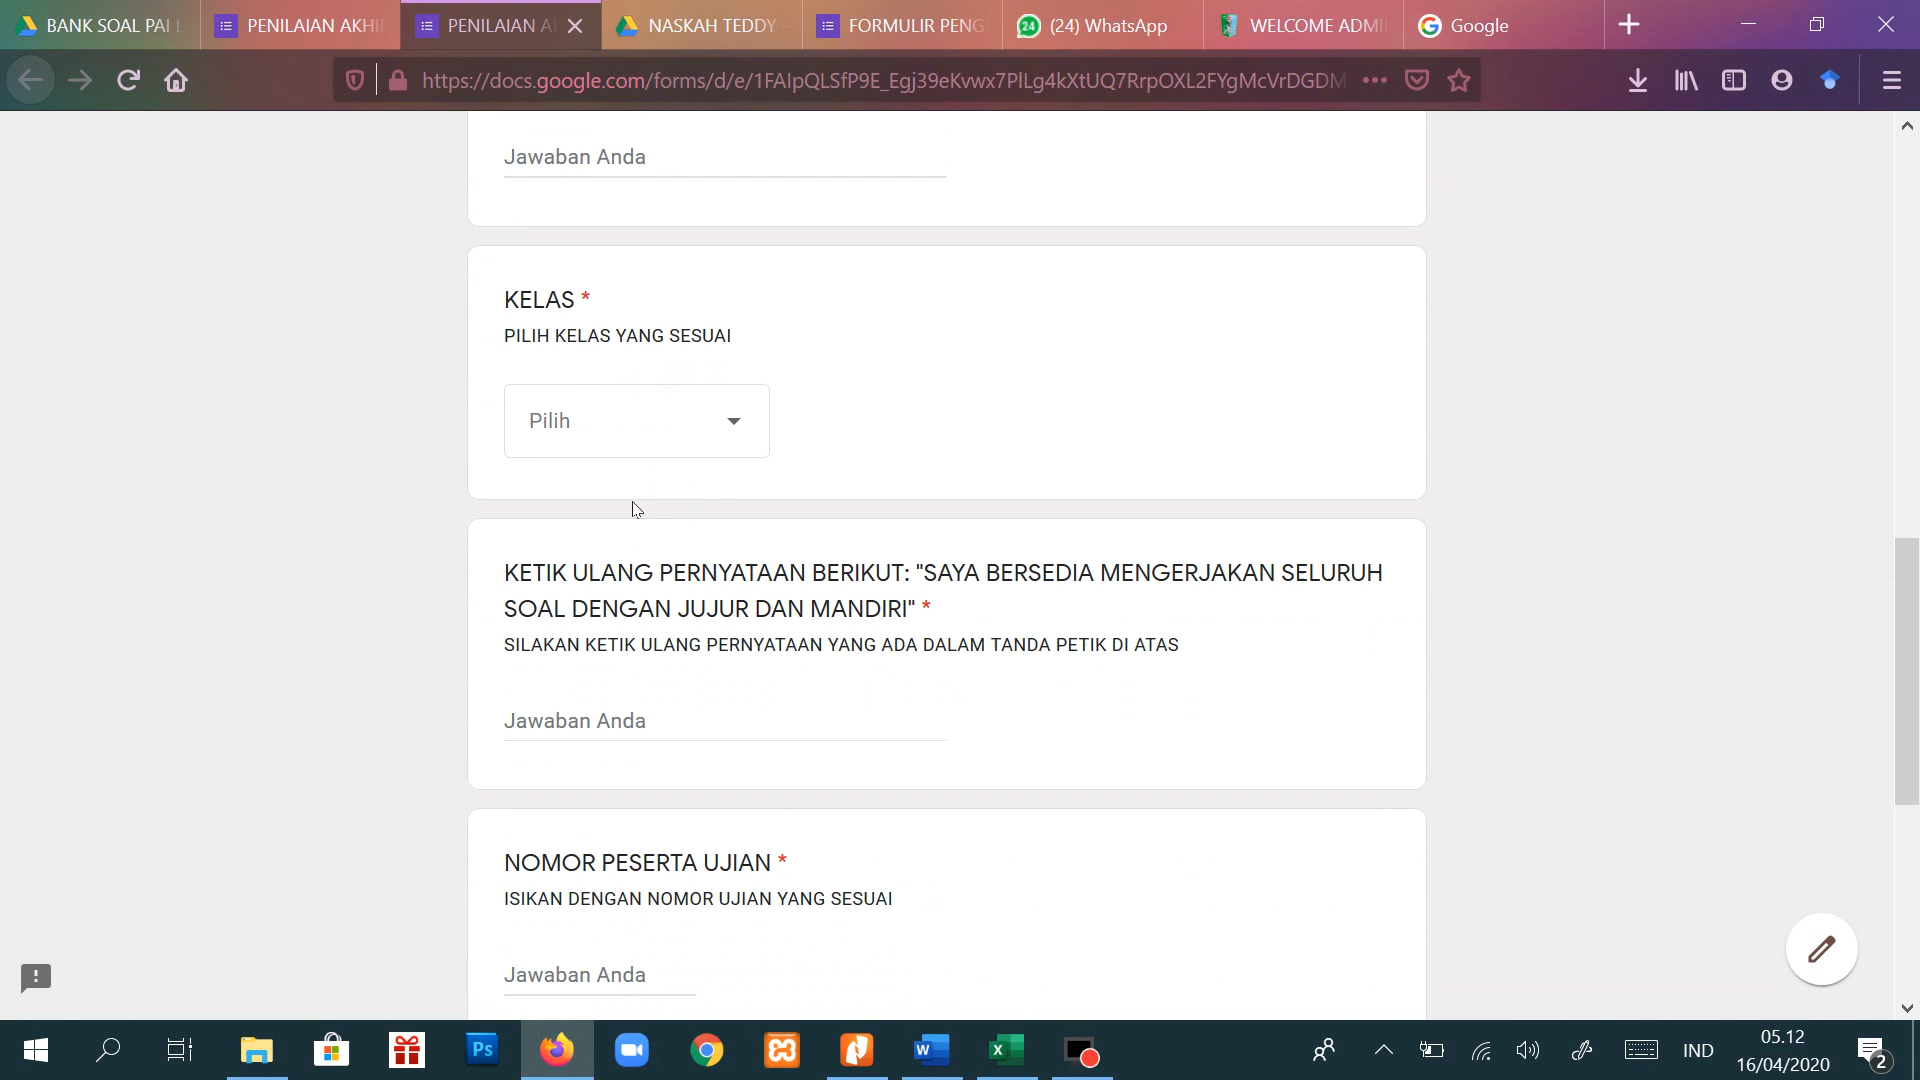 BANK SOAL PAI
PENILAIAN AKHI
PENILAIAN A
NASKAH TEDDY
FORMULIR PENG
24
(24) WhatsApp
WELCOME ADMI
Google
https://docs.google.com/forms/d/e/1FAIpQLSfP9E_Egj39eKvwx7PlLg4kXtUQ7RrpOXL2FYgMcVrDGDM
Jawaban Anda
KELAS *
PILIH KELAS YANG SESUAI
Pilih
KETIK ULANG PERNYATAAN BERIKUT: "SAYA BERSEDIA MENGERJAKAN SELURUH
SOAL DENGAN JUJUR DAN MANDIRI" *
SILAKAN KETIK ULANG PERNYATAAN YANG ADA DALAM TANDA PETIK DI ATAS
Jawaban Anda
NOMOR PESERTA UJIAN *
ISIKAN DENGAN NOMOR UJIAN YANG SESUAI
Jawaban Anda
Ps
W
X
IND
05.12
16/04/2020
2